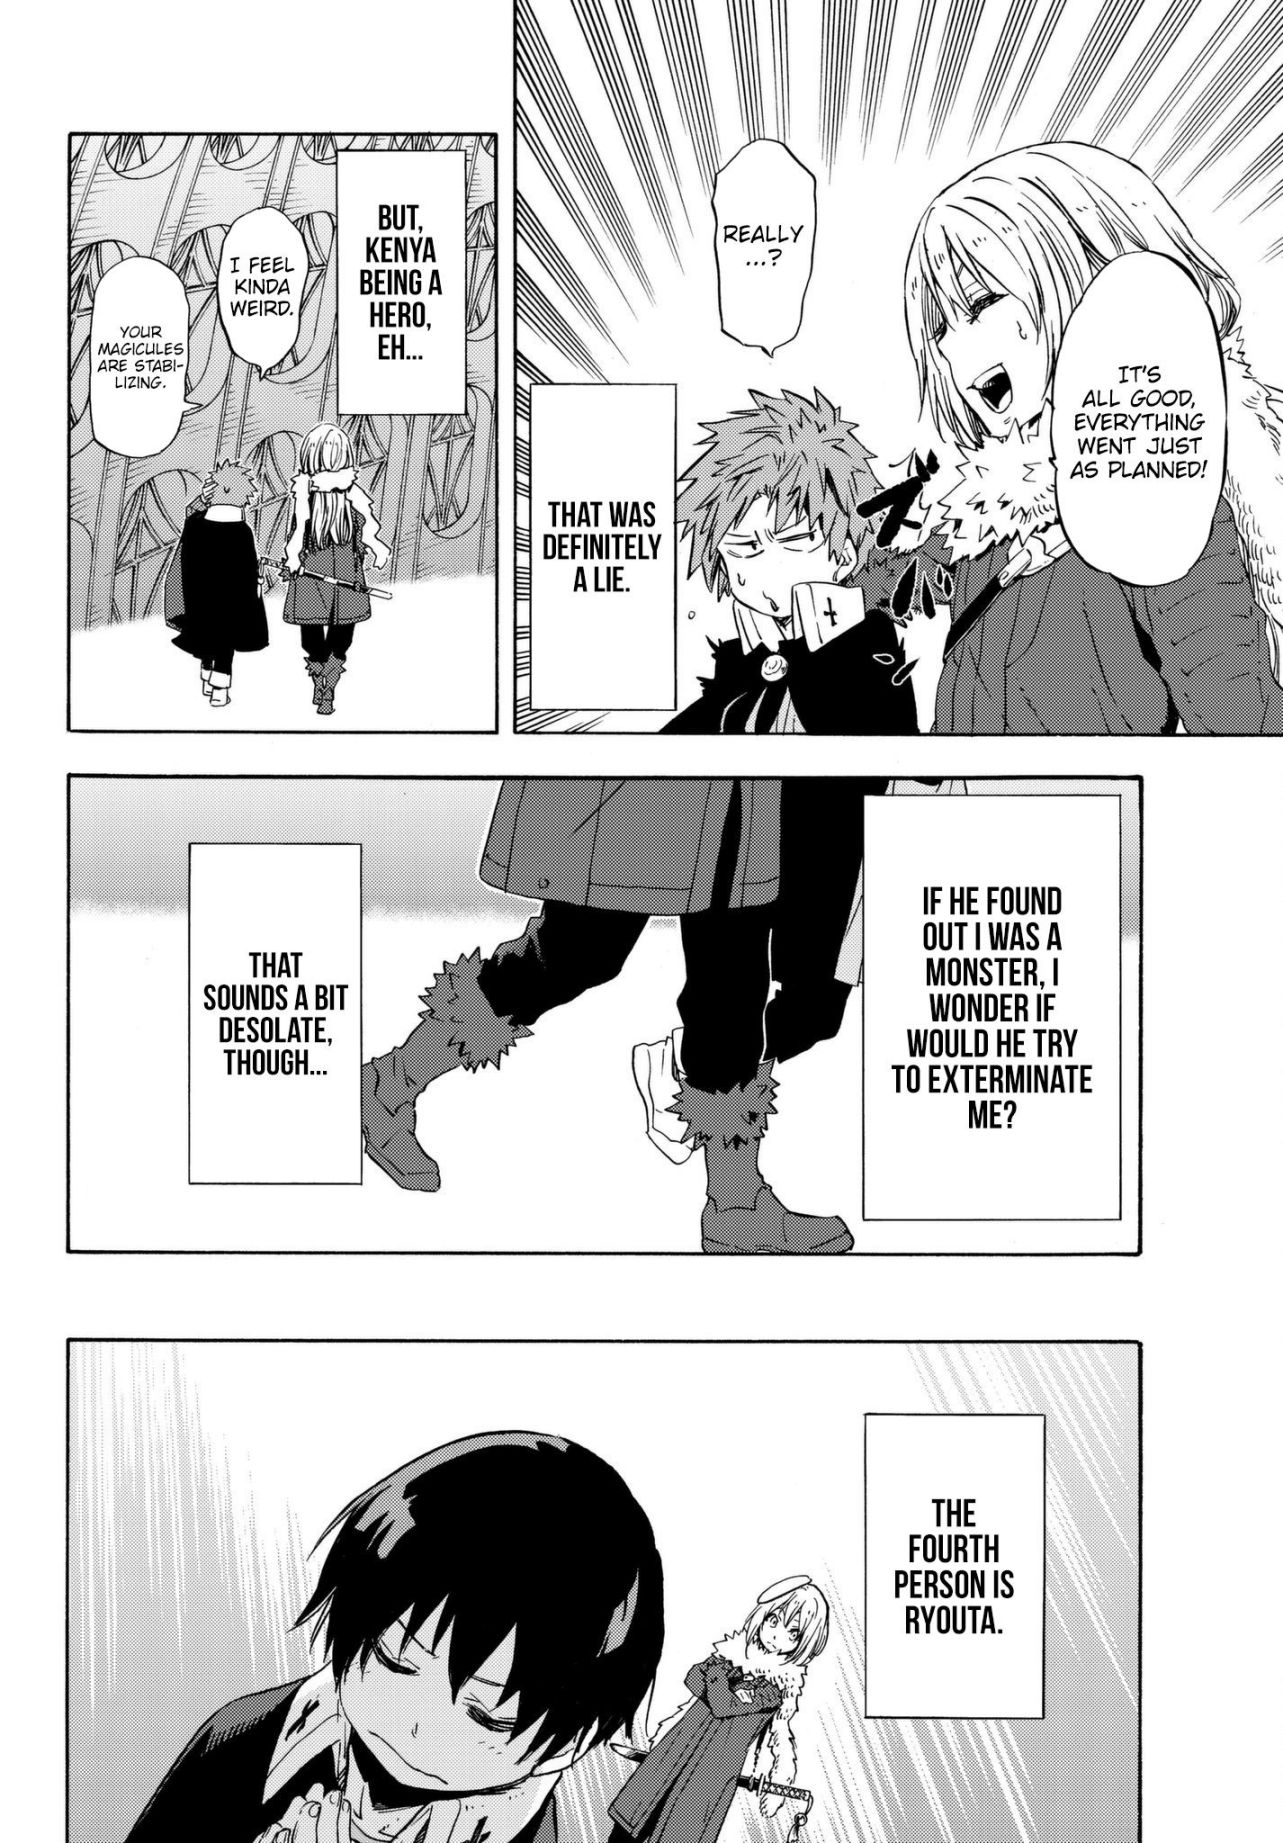 IT'S
ALL GOOD,
EVERYTHING
WENT JUST
AS PLANNED!
REALLY
...?
THAT WAS
DEFINITELY
A LIE.
BUT,
KENYA
BEING A
HERO,
EH...
I FEEL
KINDA
WEIRD.
YOUR
MAGICULES
ARE STABI-
LIZING.
IF HE FOUND
OUT I WAS A
MONSTER, I
WONDER IF
WOULD HE TRY
TO EXTERMINATE
ME?
THAT
SOUNDS A BIT
DESOLATE,
THOUGH...
THE
FOURTH
PERSON IS
RYOUTA.